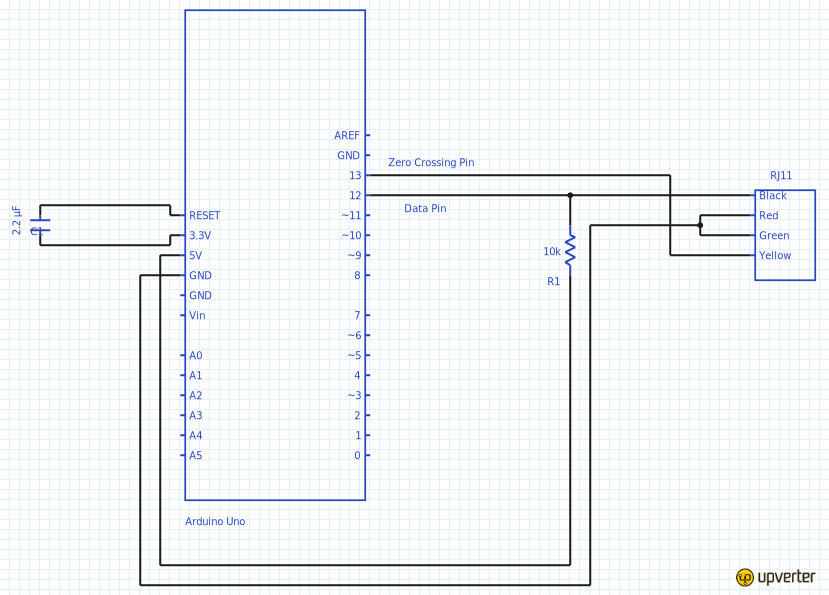 AREF
GND
Zero Crossing Pin
13
RJ11
12
Black
Data Pin
2.2 µF
C1
RESET
~11
Red
3.3V
~10
Green
5V
~9
10k
Yellow
GND
8
R1
GND
Vin
7
~6
A0
~5
A1
4
A2
~3
A3
2
A4
1
A5
0
Arduino Uno
up
upverter